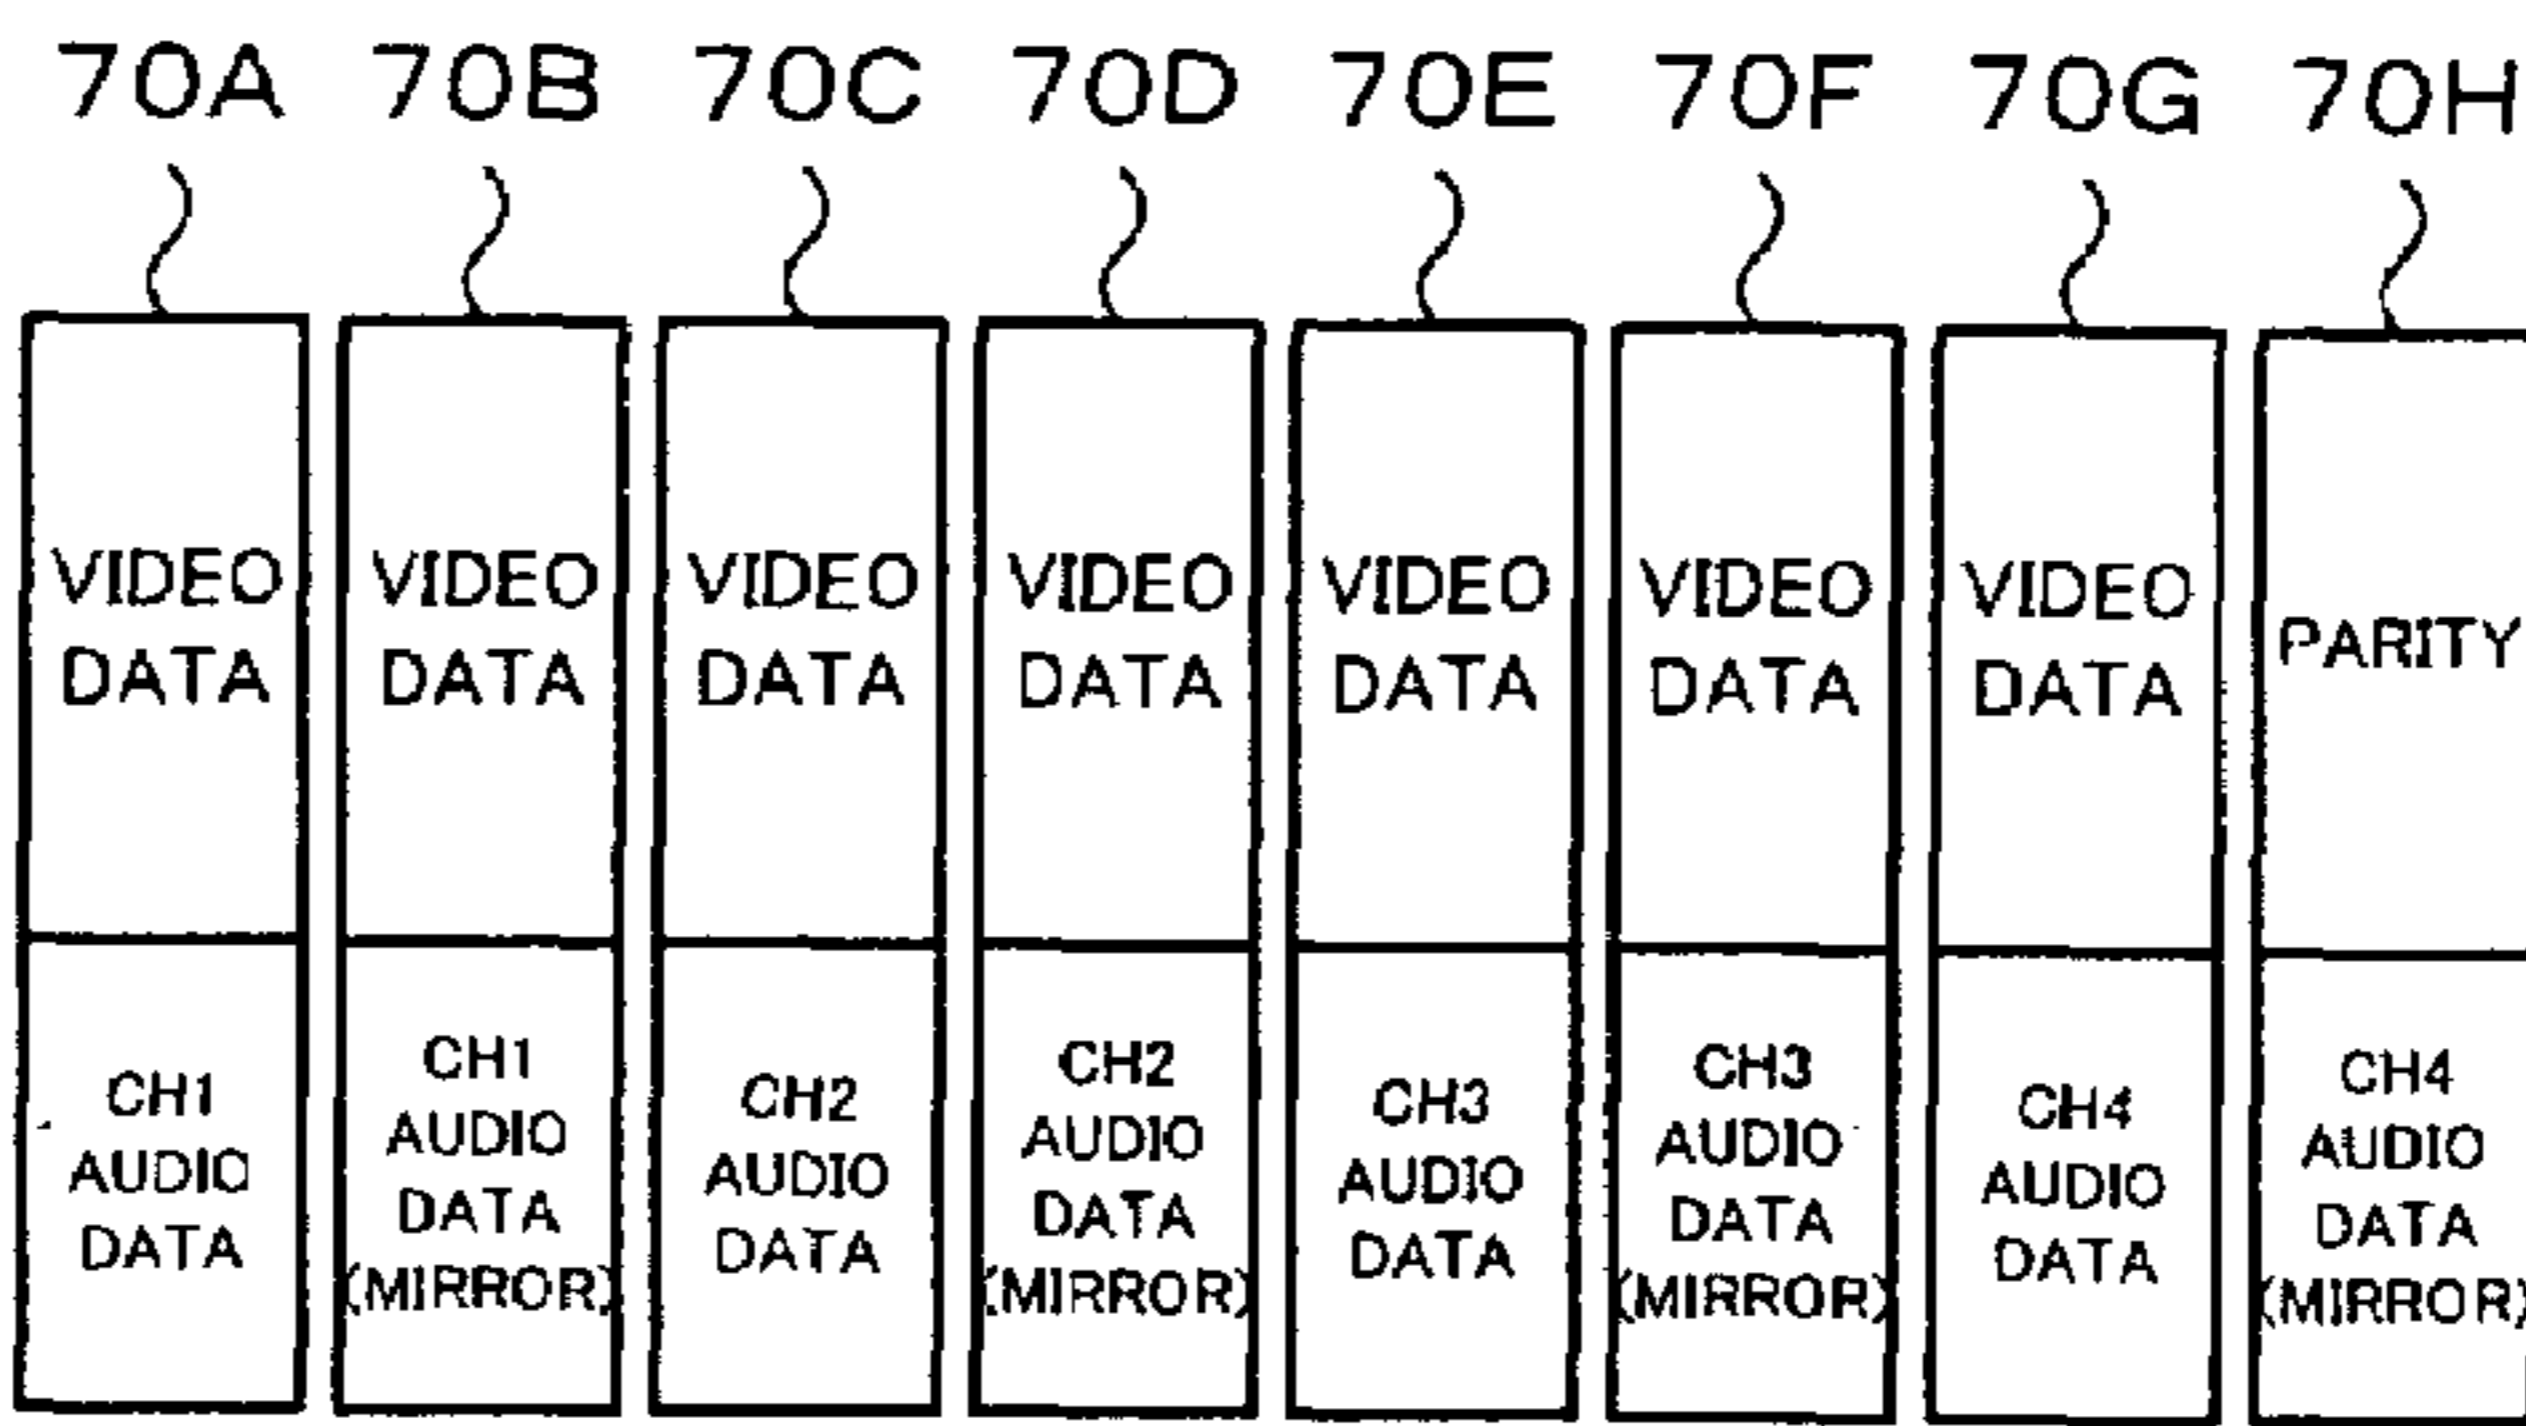 70A 70B 70C 70D 70E 70F 70G 70H
VIDEO
DATA
VIDEO
DATA
VIDEO
DATA
VIDEO
DATA
VIDEO
DATA
VIDEO
DATA
VIDEO
DATA
PARITY
CH1
AUDIO
DATA
CH1
AUDIO
DATA
(MIRROR)
CH2
AUDIO
DATA
CH2
AUDIO
DATA
(MIRROR)
CH3
AUDIO
DATA
CH3
AUDIO
DATA
(MIRROR)
CH4
AUDIO
DATA
CH4
AUDIO
DATA
(MIRROR)